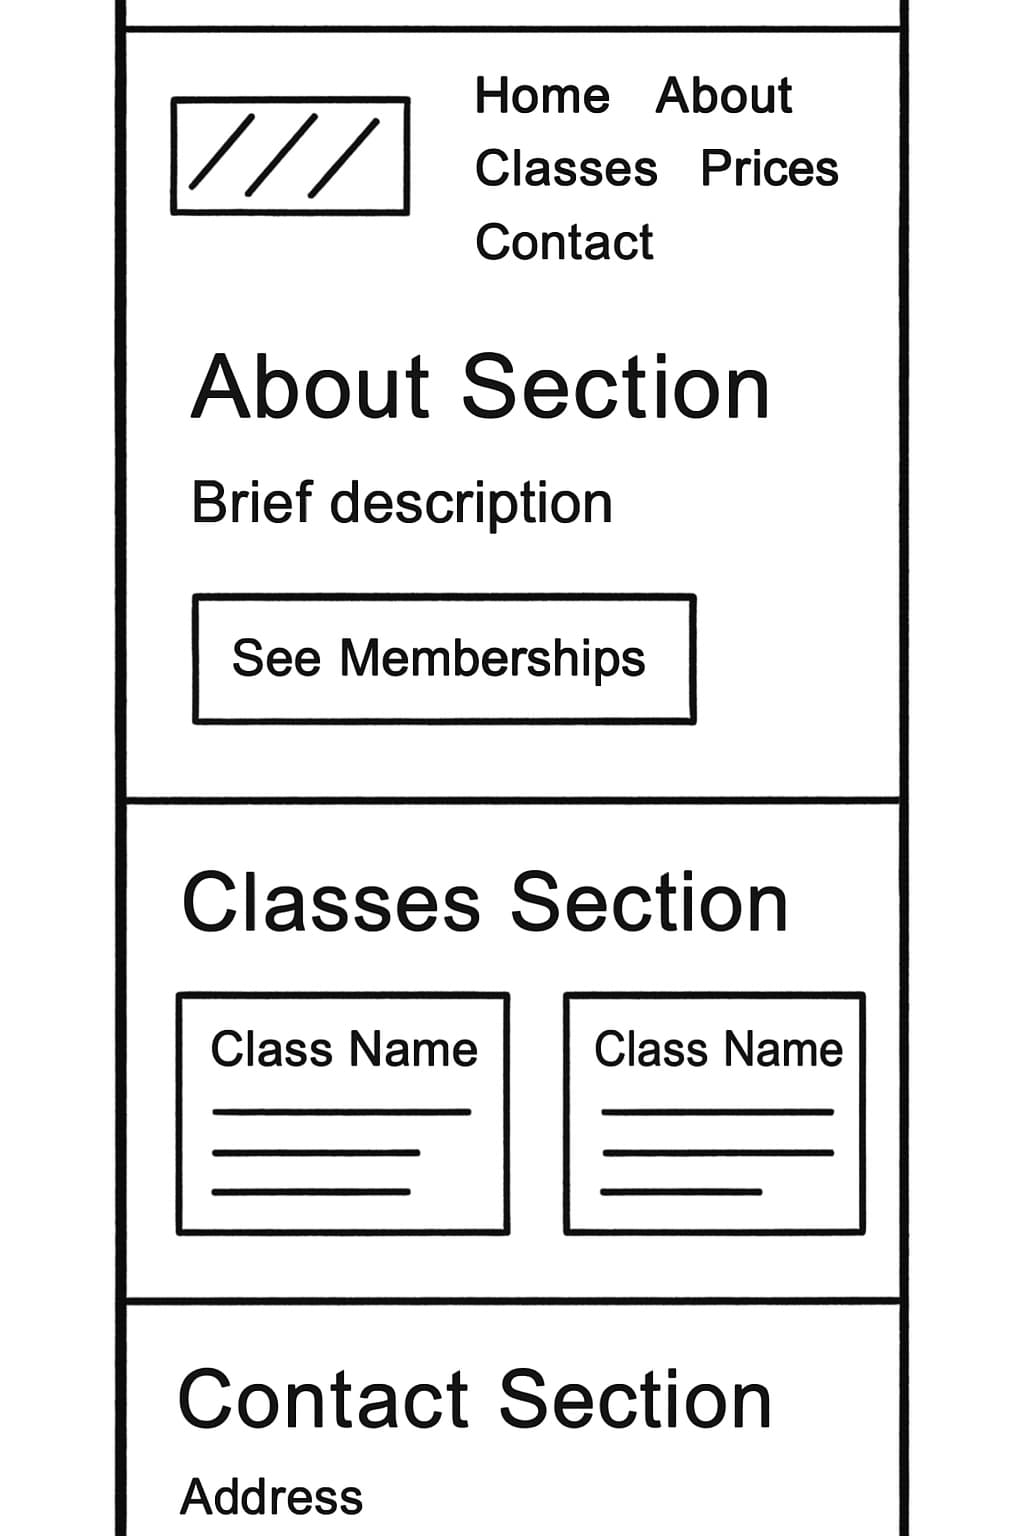 Home About
Classes Prices
Contact
About Section
Brief description
See Memberships
Classes Section
Class Name Class Name
Contact Section
Address